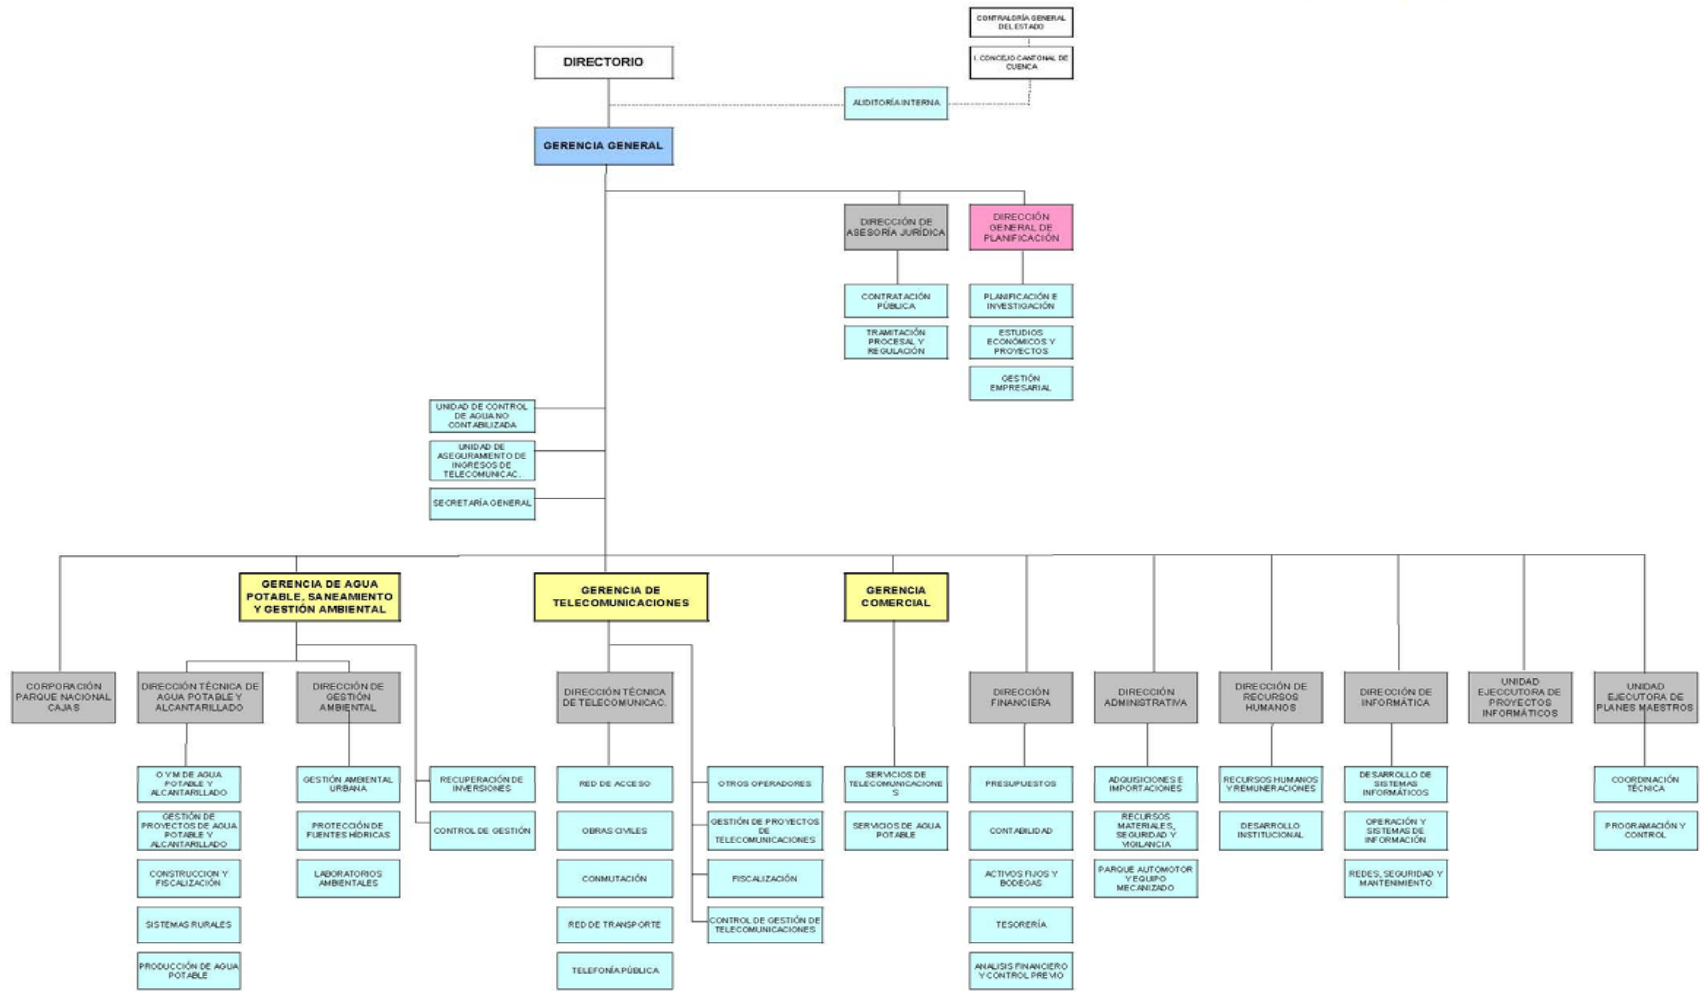 CONTRALORÍA GENERAL
DEL ESTADO
I. CONCEJO CANTONAL DE
CUENCA
DIRECTORIO
AUDITORÍA INTERNA
GERENCIA GENERAL
DIRECCIÓN DE
ASESORÍA JURÍDICA
DIRECCIÓN
GENERAL DE
PLANIFICACIÓN
CONTRATACIÓN
PÚBLICA
PLANIFICACIÓN E
INVESTIGACIÓN
TRAMITACIÓN
PROCESAL Y
REGULACIÓN
ESTUDIOS
ECONÓMICOS Y
PROYECTOS
GESTIÓN
EMPRESARIAL
UNIDAD DE CONTROL
DE AGUA NO
CONTABILIZADA
UNIDAD DE
ASEGURAMIENTO DE
INGRESOS DE
TELECOMUNICAC.
SECRETARÍA GENERAL
GERENCIA DE AGUA
POTABLE, SANEAMIENTO
Y GESTIÓN AMBIENTAL
GERENCIA DE
TELECOMUNICACIONES
GERENCIA
COMERCIAL
CORPORACIÓN
PARQUE NACIONAL
CAJAS
DIRECCIÓN TÉCNICA DE
AGUA POTABLE Y
ALCANTARILLADO
DIRECCIÓN DE
GESTIÓN
AMBIENTAL
DIRECCIÓN TÉCNICA
DE TELECOMUNICAC.
DIRECCIÓN
FINANCIERA
DIRECCIÓN
ADMINISTRATIVA
DIRECCIÓN DE
RECURSOS
HUMANOS
DIRECCIÓN DE
INFORMÁTICA
UNIDAD
EJECCUTORA DE
PROYECTOS
INFORMÁTICOS
UNIDAD
EJECUTORA DE
PLANES MAESTROS
O Y M DE AGUA
POTABLE Y
ALCANTARILLADO
GESTIÓN AMBIENTAL
URBANA
RECUPERACIÓN DE
INVERSIONES
RED DE ACCESO
OTROS OPERADORES
SERVICIOS DE
TELECOMUNICACIONE
S
PRESUPUESTOS
ADQUISICIONES E
IMPORTACIONES
RECURSOS HUMANOS
Y REMUNERACIONES
DESARROLLO DE
SISTEMAS
INFORMÁTICOS
COORDINACIÓN
TÉCNICA
GESTIÓN DE
PROYECTOS DE AGUA
POTABLE Y
ALCANTARILLADO
PROTECCIÓN DE
FUENTES HÍDRICAS
CONTROL DE GESTIÓN
OBRAS CIVILES
GESTIÓN DE PROYECTOS
DE
TELECOMUNICACIONES
SERVICIOS DE AGUA
POTABLE
CONTABILIDAD
RECURSOS
MATERIALES,
SEGURIDAD Y
VIGILANCIA
DESARROLLO
INSTITUCIONAL
OPERACIÓN Y
SISTEMAS DE
INFORMACIÓN
PROGRAMACIÓN Y
CONTROL
CONSTRUCCION Y
FISCALIZACIÓN
LABORATORIOS
AMBIENTALES
CONMUTACIÓN
FISCALIZACIÓN
ACTIVOS FIJOS Y
BODEGAS
PARQUE AUTOMOTOR
Y EQUIPO
MECANIZADO
REDES, SEGURIDAD Y
MANTENIMIENTO
SISTEMAS RURALES
RED DE TRANSPORTE
CONTROL DE GESTIÓN DE
TELECOMUNICACIONES
TESORERÍA
PRODUCCIÓN DE AGUA
POTABLE
TELEFONÍA PÚBLICA
ANALISIS FINANCIERO
Y CONTROL PREVIO